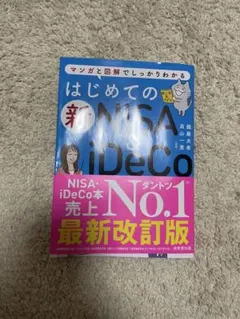 マンガと図解でしっかりわかる
はじめての
新NISA
iDeCo
NISA・
iDeCo本
売上
ダントツ
No.1
最新改訂版